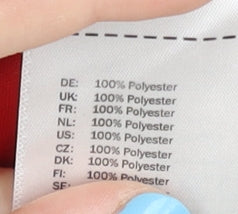 DE: 100% Polyester
UK: 100% Polyester
FR: 100% Polyester
NL: 100% Polyester
US: 100% Polyester
CZ: 100% Polyester
DK: 100% Polyester
FI: 100% Polyester
SE: